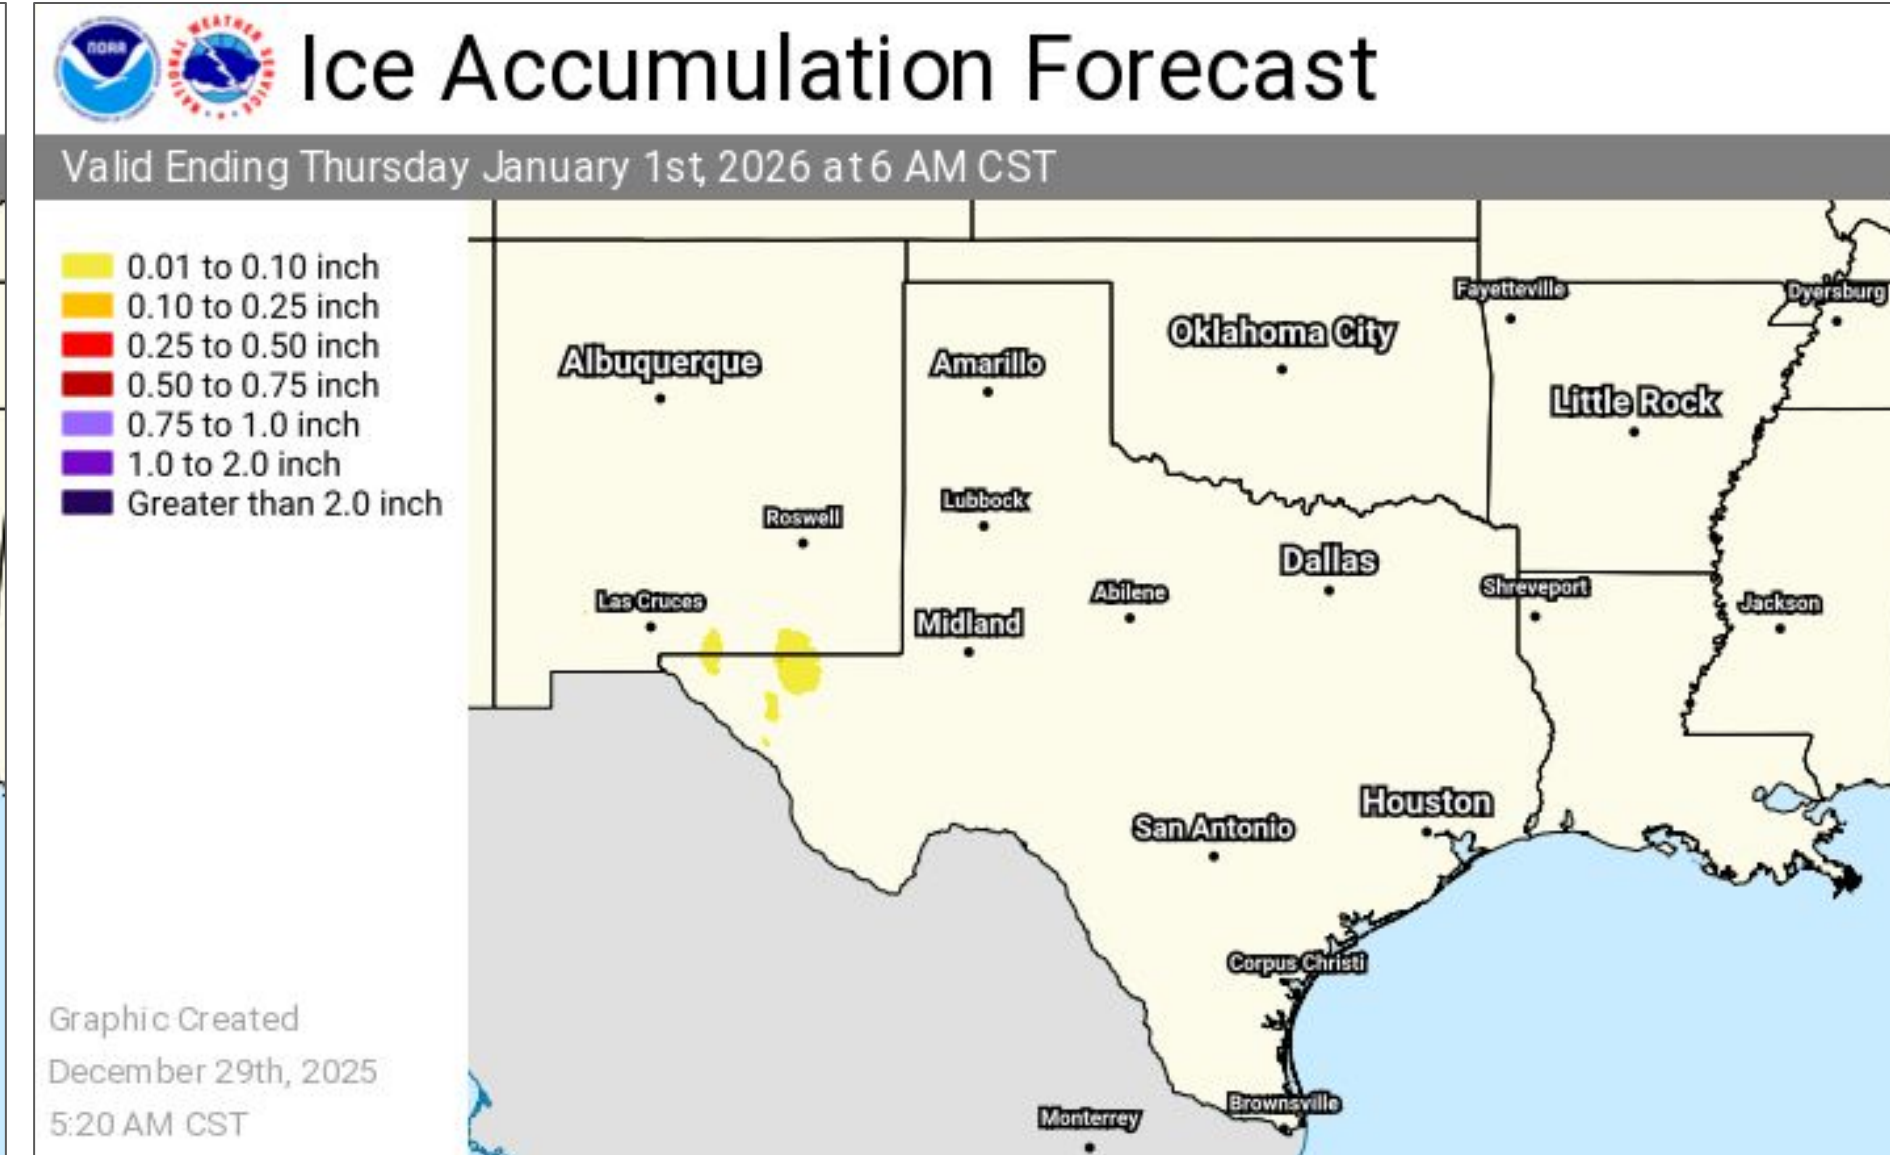 NOAA
NATIONAL WEATHER SERVICE
Ice Accumulation Forecast
Valid Ending Thursday January 1st, 2026 at 6 AM CST
0.01 to 0.10 inch
0.10 to 0.25 inch
0.25 to 0.50 inch
0.50 to 0.75 inch
0.75 to 1.0 inch
1.0 to 2.0 inch
Greater than 2.0 inch
Fayetteville
Dyersburg
Oklahoma City
Albuquerque
Amarillo
Little Rock
Lubbock
Roswell
Dallas
Shreveport
Abilene
Las Cruces
Jackson
Midland
Houston
San Antonio
Corpus Christi
Brownsville
Monterrey
Graphic Created
December 29th, 2025
5:20 AM CST